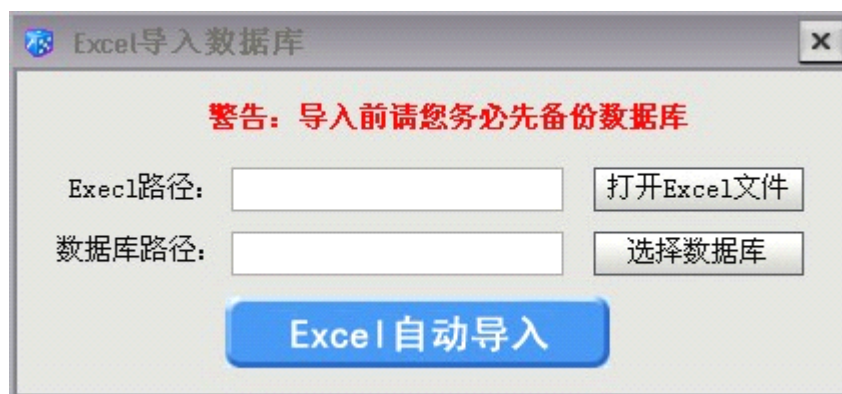 Excel导入数据库
警告：导入前请您务必先备份数据库
Execl路径：
打开Excel文件
数据库路径：
选择数据库
Excel自动导入